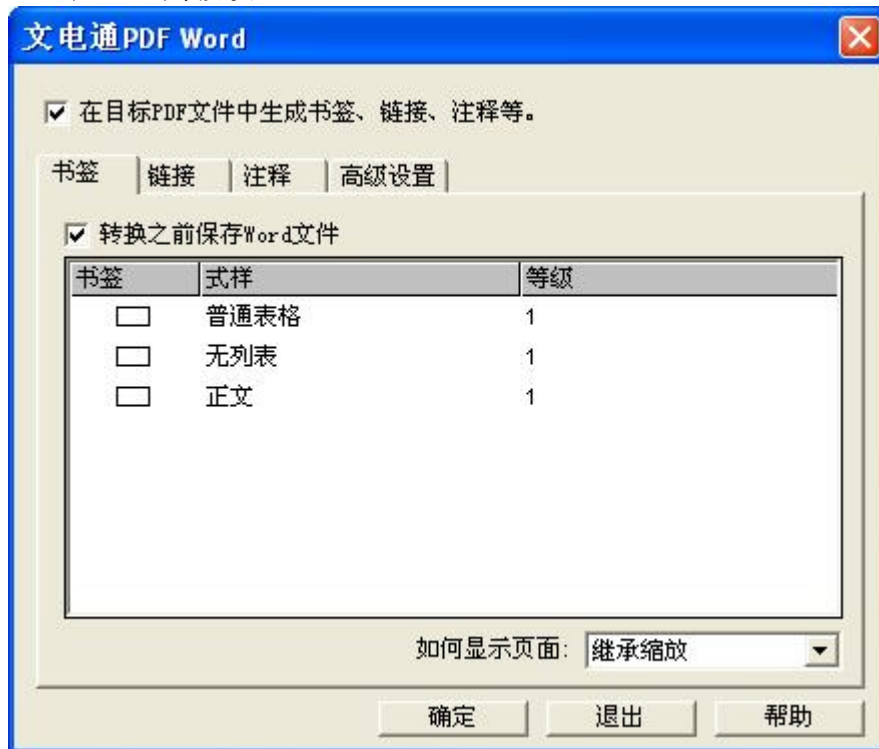 文电通PDF Word
在目标PDF文件中生成书签、链接、注释等。
书签 链接 注释 高级设置
转换之前保存Word文件
书签 式样 等级
普通表格 1
无列表 1
正文 1
如何显示页面: 继承缩放
确定 退出 帮助